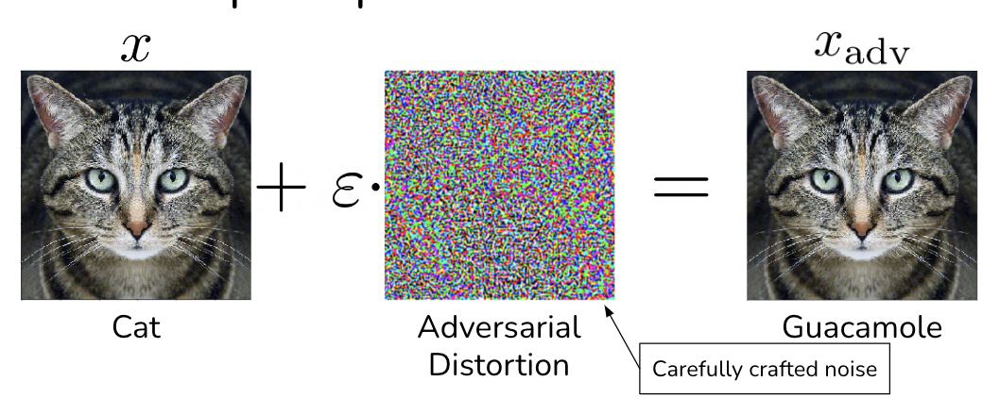 x
x_adv
+ ε·
=
Cat
Adversarial
Distortion
Guacamole
Carefully crafted noise